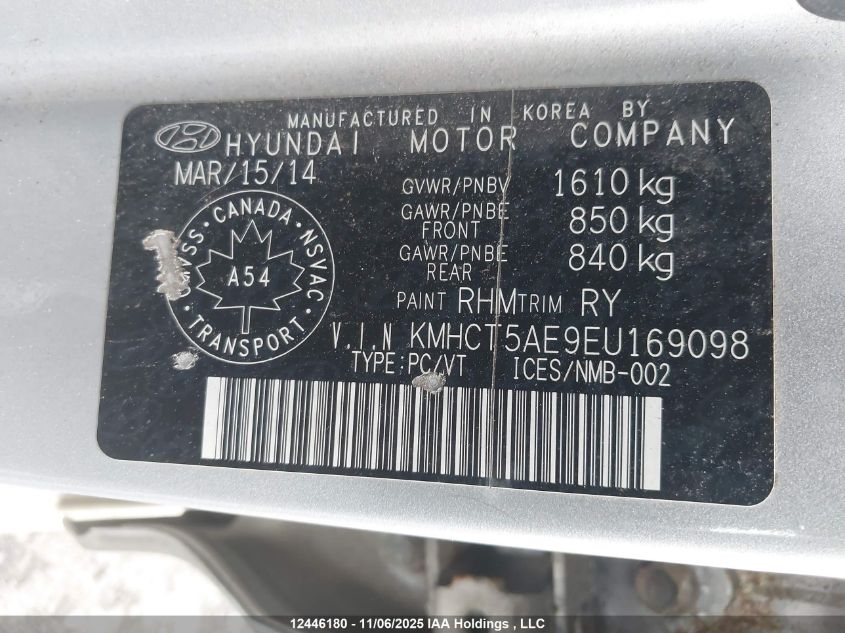 MANUFACTURED IN KOREA BY
HYUNDAI MOTOR COMPANY
MAR/15/14
GVWR/PNBV 1610 kg
GAWR/PNBE FRONT 850 kg
GAWR/PNBE REAR 840 kg
CANADA
NSVAC
A54
TRANSPORT
PAINT RHM TRIM RY
V.I.N KMHCT5AE9EU169098
TYPE:PC/VT ICES/NMB-002
12446180 - 11/06/2025 IAA Holdings , LLC